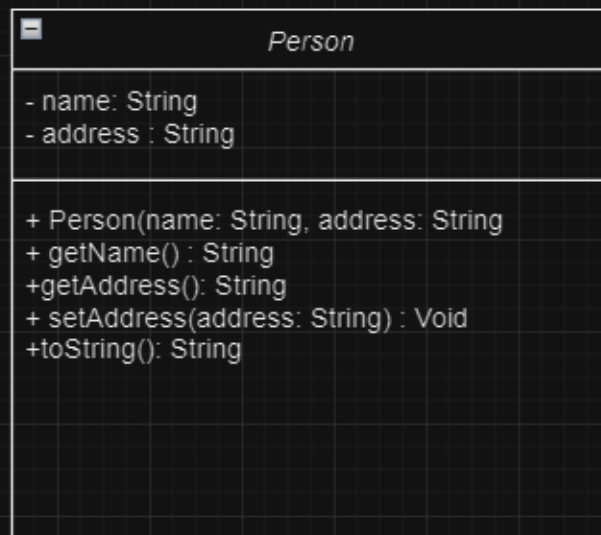 Person
- name: String
- address : String
+ Person(name: String, address: String
+ getName() : String
+getAddress(): String
+ setAddress(address: String) : Void
+toString(): String